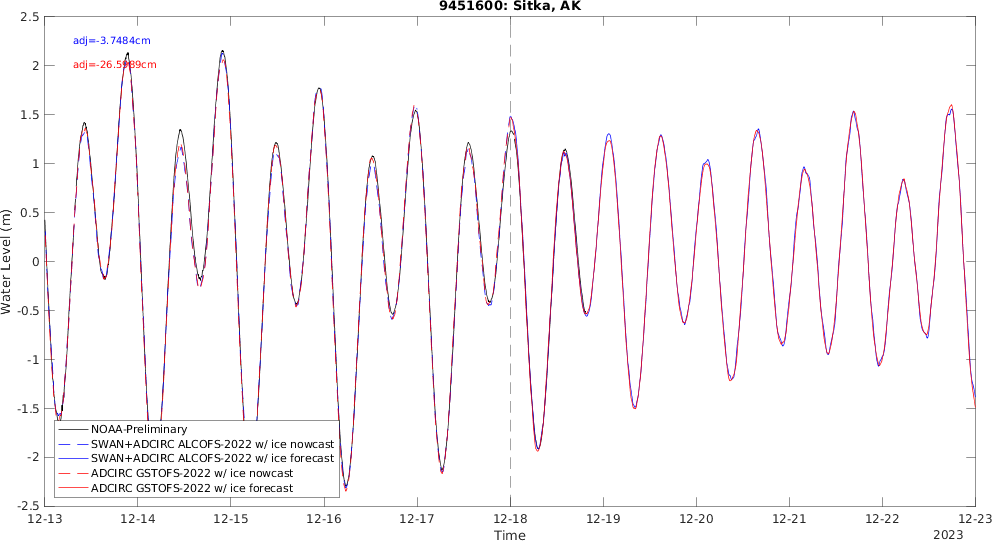 9451600: Sitka, AK
2.5
adj=-3.7484cm
2
adj=-26.5989cm
1.5
1
0.5
0
-0.5
-1
-1.5
-2
-2.5
Water Level (m)
NOAA-Preliminary
SWAN+ADCIRC ALCOFS-2022 w/ ice nowcast
SWAN+ADCIRC ALCOFS-2022 w/ ice forecast
ADCIRC GSTOFS-2022 w/ ice nowcast
ADCIRC GSTOFS-2022 w/ ice forecast
12-13 12-14 12-15 12-16 12-17 12-18 12-19 12-20 12-21 12-22 12-23
Time
2023